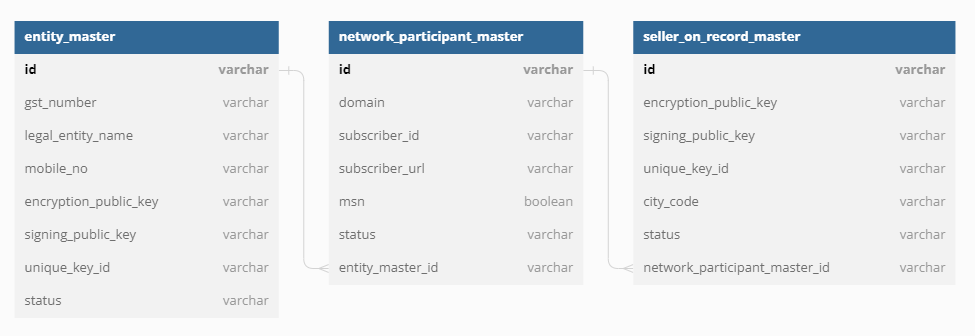 entity_master
id varchar
gst_number varchar
legal_entity_name varchar
mobile_no varchar
encryption_public_key varchar
signing_public_key varchar
unique_key_id varchar
status varchar
network_participant_master
id varchar
domain varchar
subscriber_id varchar
subscriber_url varchar
msn boolean
status varchar
entity_master_id varchar
seller_on_record_master
id varchar
encryption_public_key varchar
signing_public_key varchar
unique_key_id varchar
city_code varchar
status varchar
network_participant_master_id varchar